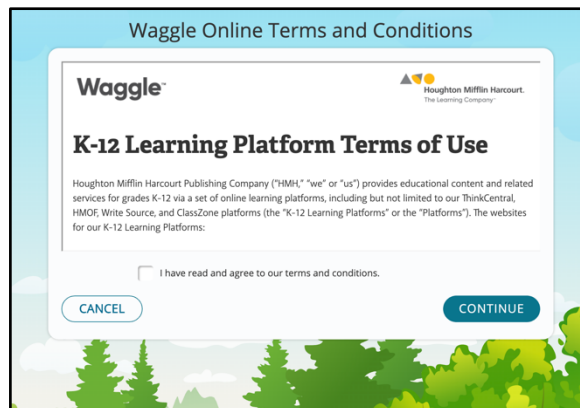 Waggle Online Terms and Conditions
Waggle™
Houghton Mifflin Harcourt.
The Learning Company™
K-12 Learning Platform Terms of Use
Houghton Mifflin Harcourt Publishing Company ("HMH," "we" or "us") provides educational content and related
services for grades K-12 via a set of online learning platforms, including but not limited to our ThinkCentral,
HMOF, Write Source, and ClassZone platforms (the "K-12 Learning Platforms" or the "Platforms"). The websites
for our K-12 Learning Platforms:
I have read and agree to our terms and conditions.
CANCEL
CONTINUE